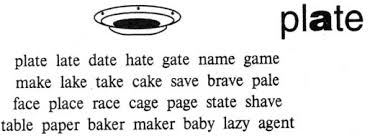 plate
plate late date hate gate name game
make lake take cake save brave pale
face place race cage page state shave
table paper baker maker baby lazy agent